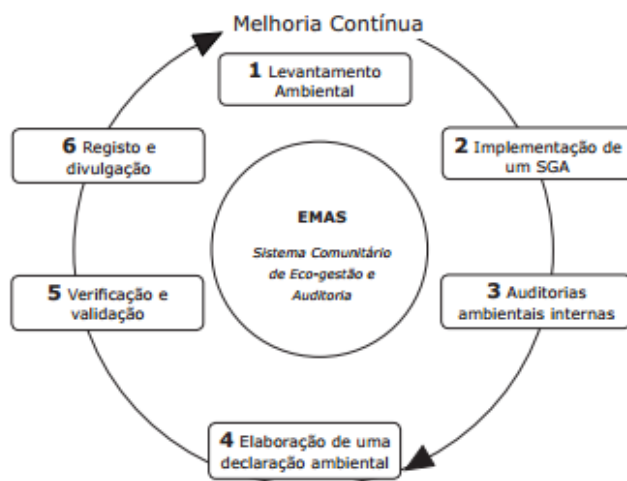 Melhoria Contínua
1 Levantamento
Ambiental
2 Implementação de
um SGA
3 Auditorias
ambientais internas
4 Elaboração de uma
declaração ambiental
5 Verificação e
validação
6 Registo e
divulgação
EMAS
Sistema Comunitário
de Eco-gestão e
Auditoria